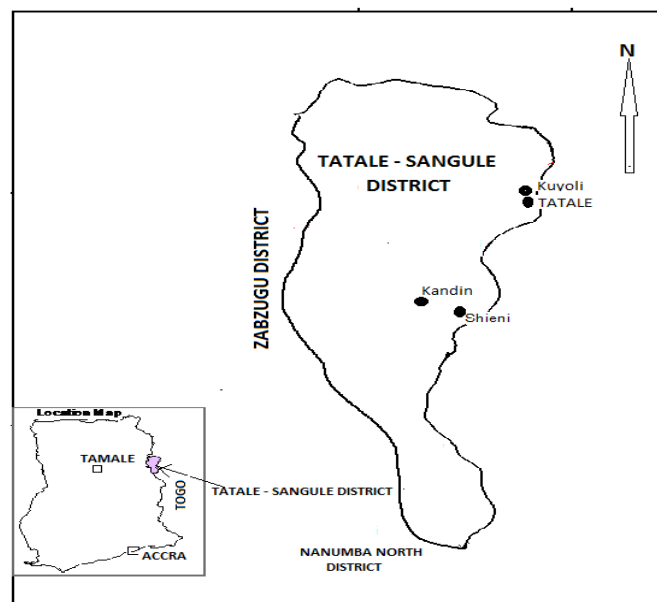 N
TATALE - SANGULE
DISTRICT
Kuyoli
TATALE
ZABZUGU DISTRICT
Kandin
Shieni
Location Map
TAMALE
TOGO
TATALE - SANGULE DISTRICT
ACCRA
NANUMBA NORTH
DISTRICT